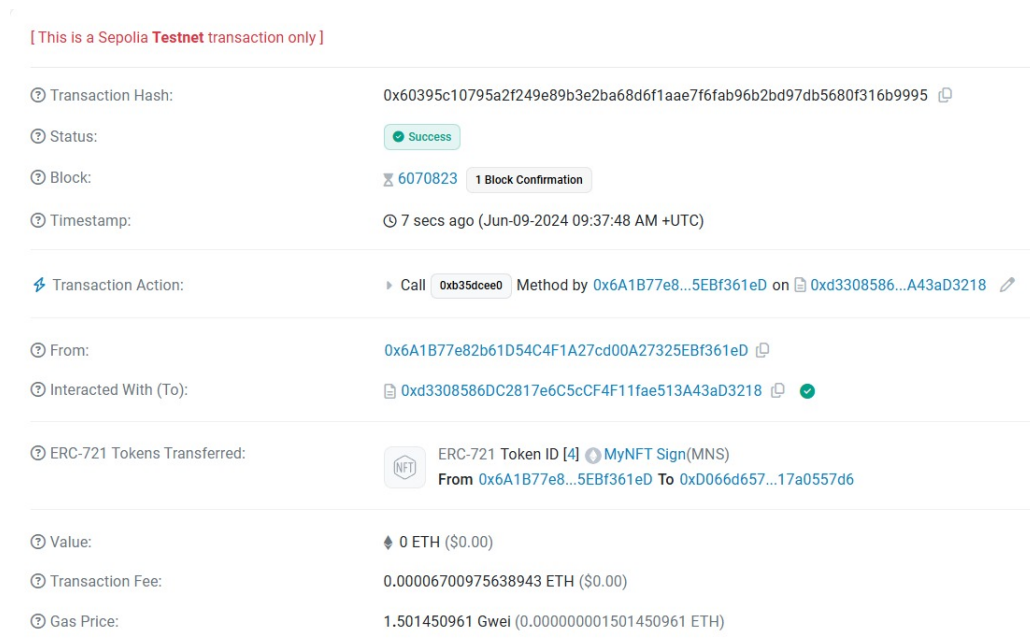 [ This is a Sepolia Testnet transaction only ]
Transaction Hash: 0x60395c10795a2f249e89b3e2ba68d6f1aae7f6fab96b2bd97db5680f316b9995
Status: Success
Block: 6070823 1 Block Confirmation
Timestamp: 7 secs ago (Jun-09-2024 09:37:48 AM +UTC)
Transaction Action: Call 0xb35dcee0 Method by 0x6A1B77e8...5EBf361eD on 0xd3308586...A43aD3218
From: 0x6A1B77e82b61D54C4F1A27cd00A27325EBf361eD
Interacted With (To): 0xd3308586DC2817e6C5cCF4F11fae513A43aD3218
ERC-721 Tokens Transferred: NFT ERC-721 Token ID [4] MyNFT Sign(MNS)
From 0x6A1B77e8...5EBf361eD To 0xD066d657...17a0557d6
Value: 0 ETH ($0.00)
Transaction Fee: 0.00006700975638943 ETH ($0.00)
Gas Price: 1.501450961 Gwei (0.000000001501450961 ETH)